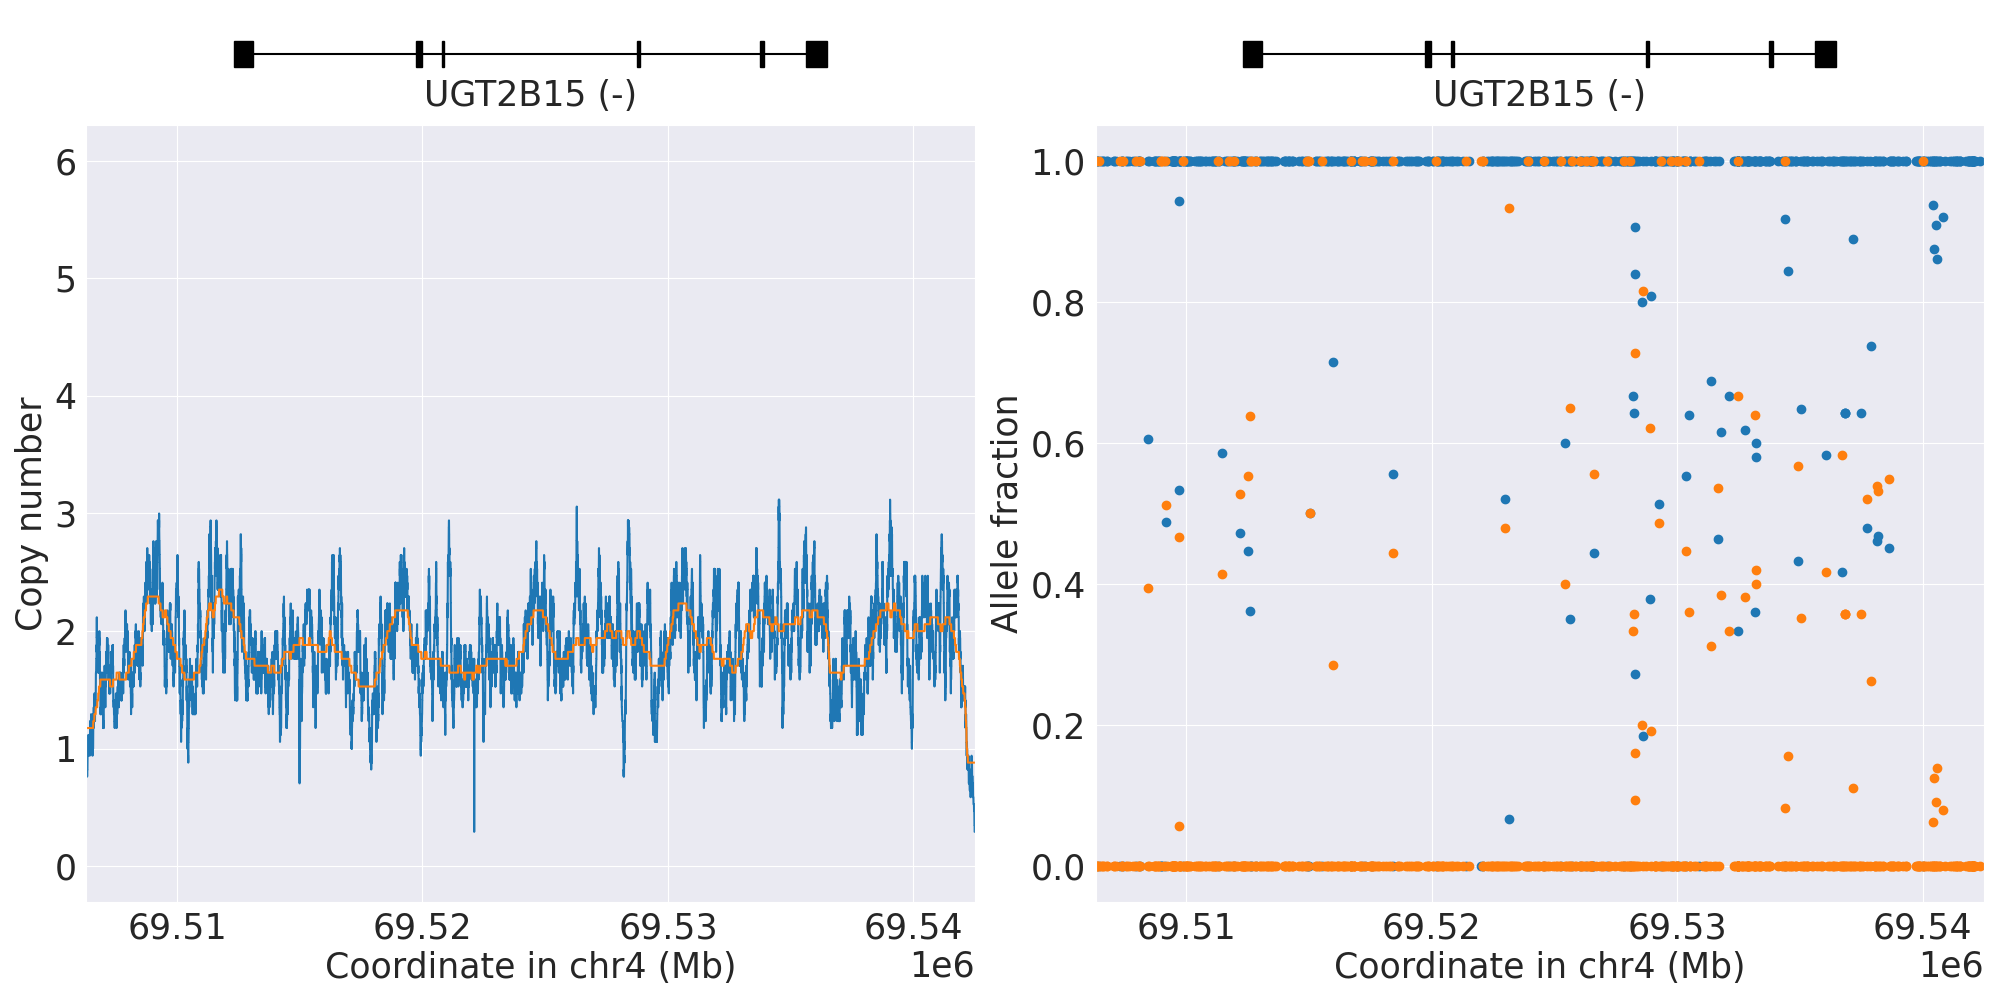 UGT2B15 (-)
6
5
4
3
2
1
0
Copy number
69.51 69.52 69.53 69.54
Coordinate in chr4 (Mb)
1e6
UGT2B15 (-)
1.0
0.8
0.6
0.4
0.2
0.0
Allele fraction
69.51 69.52 69.53 69.54
Coordinate in chr4 (Mb)
1e6